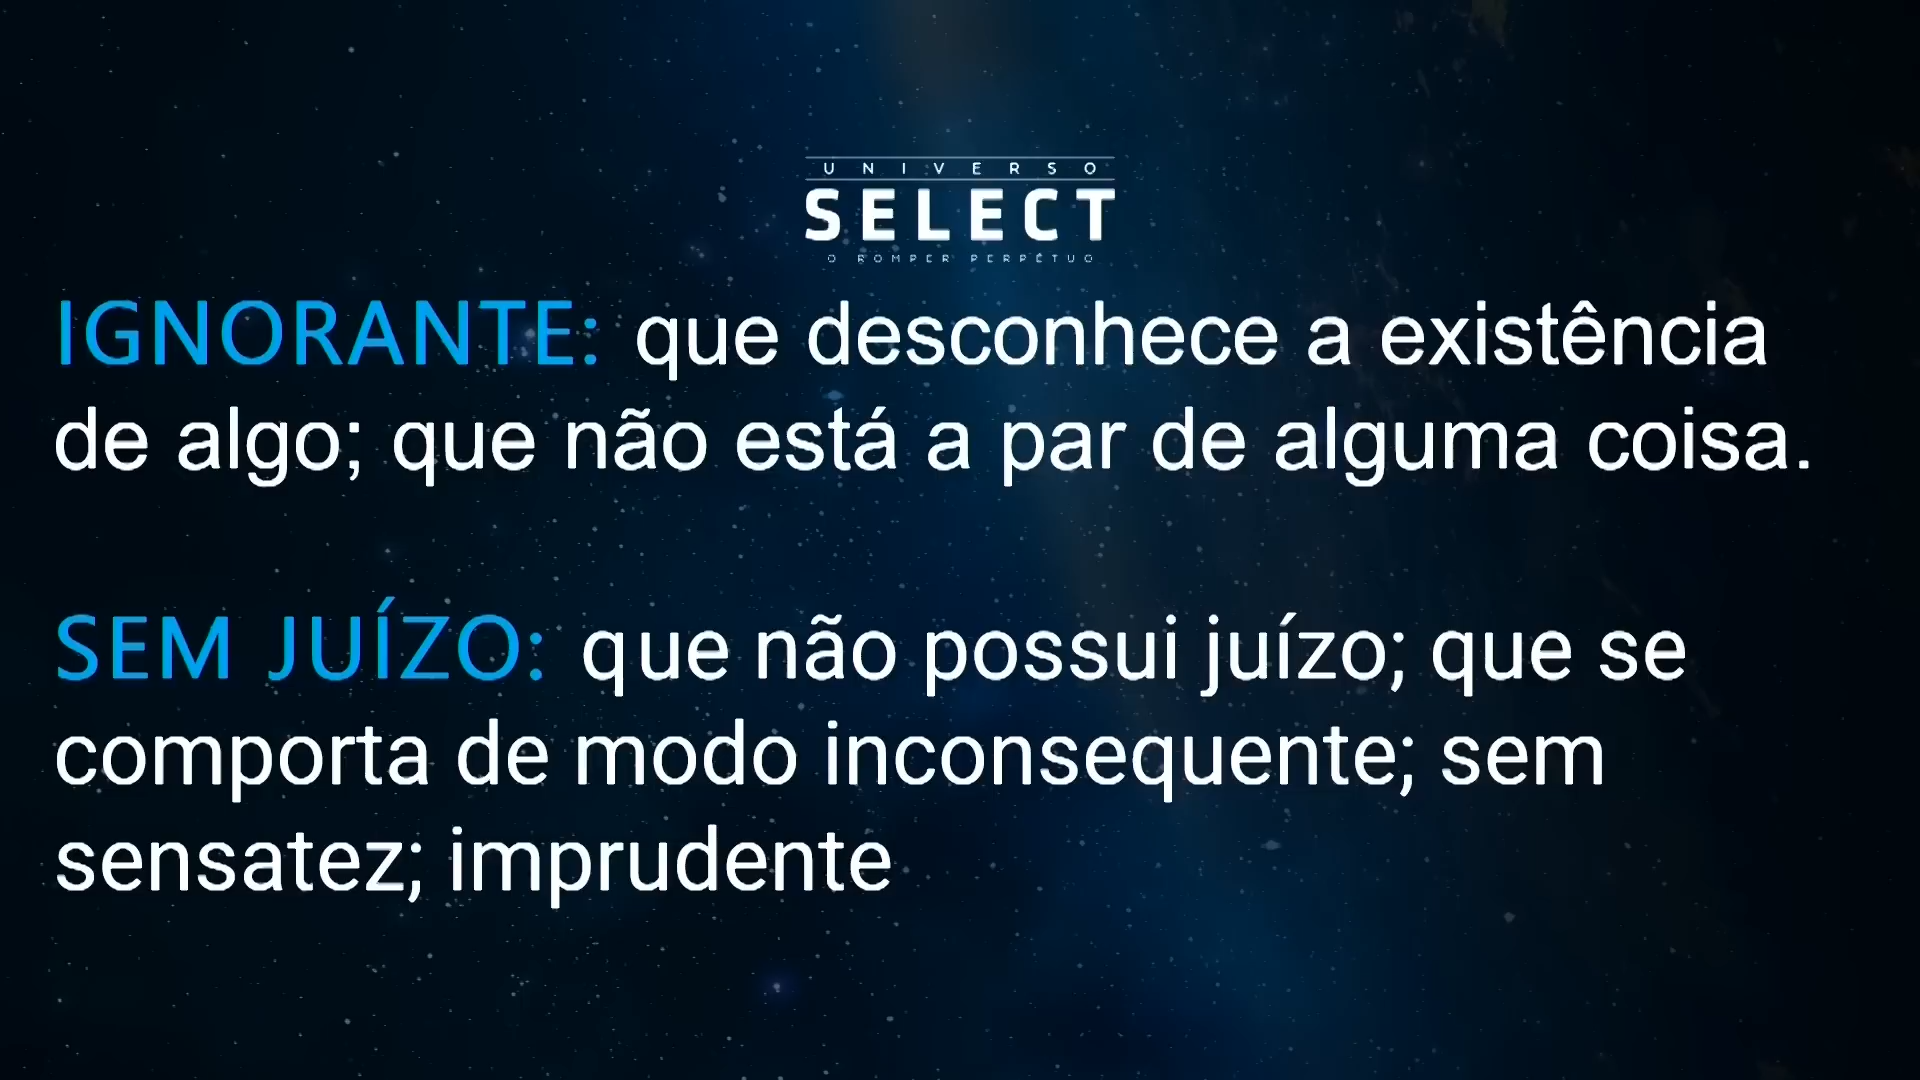 UNIVERSO
SELECT
O ROMPER PERPÉTUO
IGNORANTE: que desconhece a existência
de algo; que não está a par de alguma coisa.
SEM JUÍZO: que não possui juízo; que se
comporta de modo inconsequente; sem
sensatez; imprudente